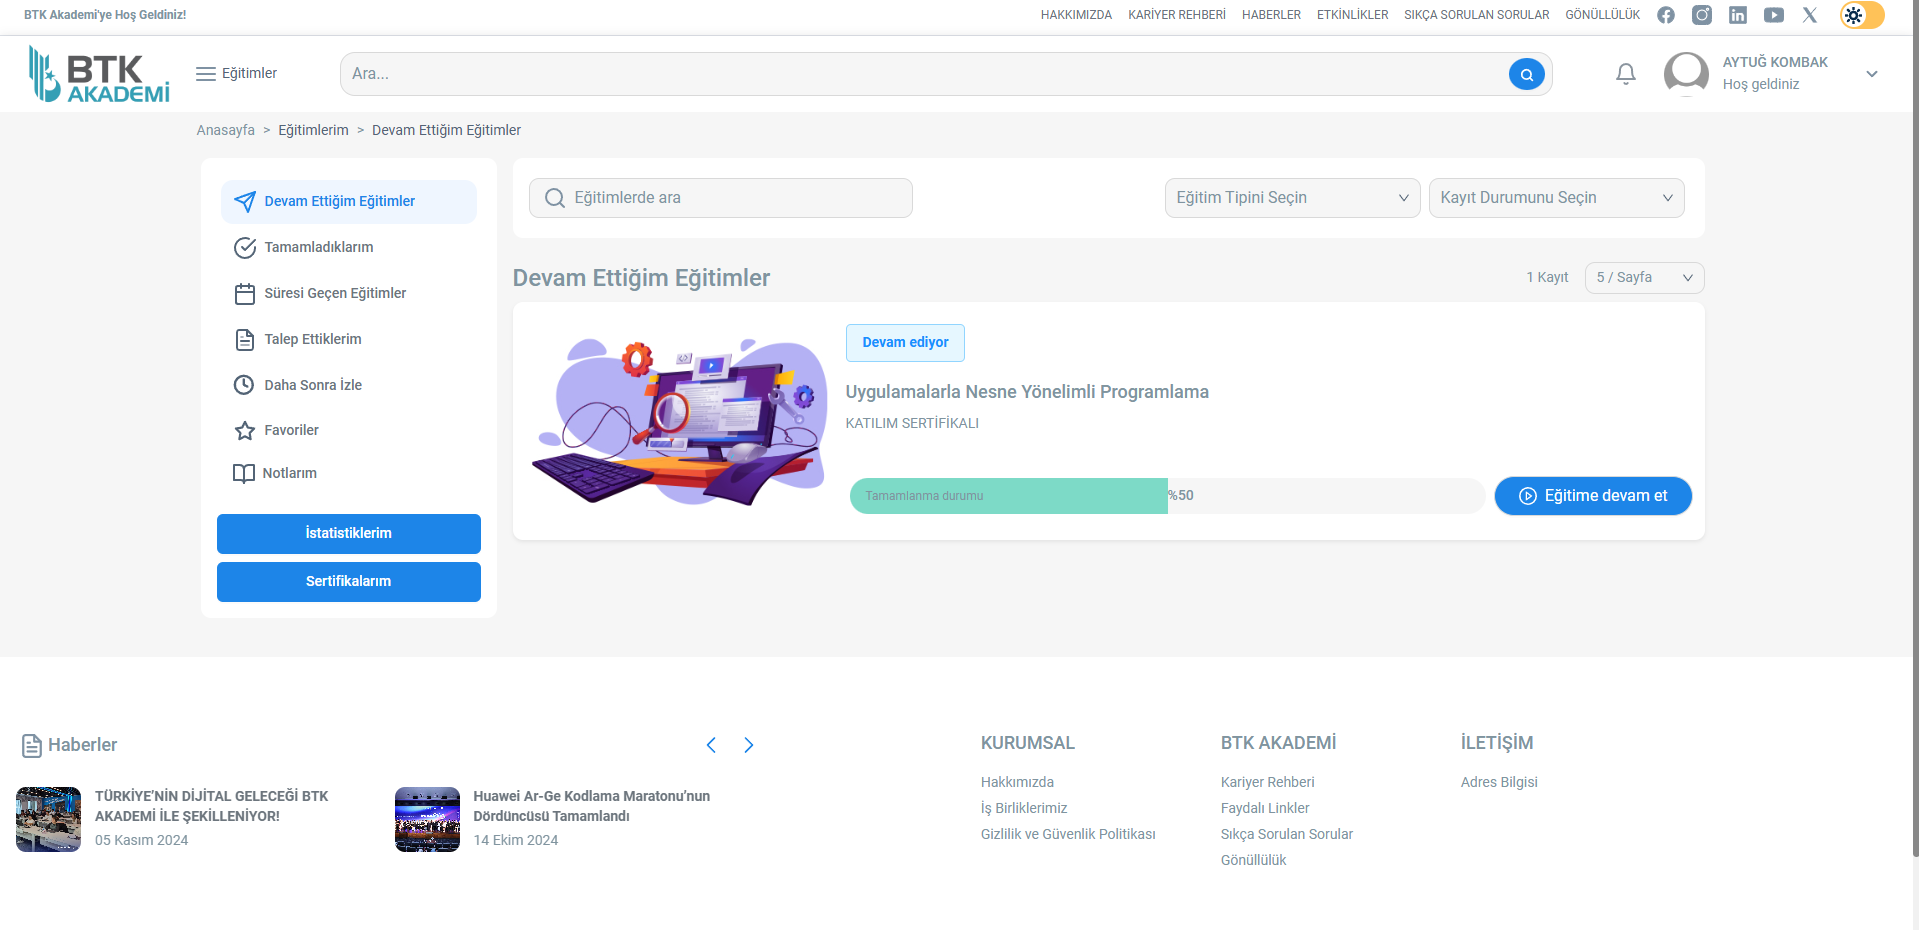 BTK Akademi'ye Hoş Geldiniz!
HAKKIMIZDA KARİYER REHBERİ HABERLER ETKİNLİKLER SIKÇA SORULAN SORULAR GÖNÜLLÜLÜK
BTK AKADEMİ
Eğitimler
Ara...
AYTUĞ KOMBAK
Hoş geldiniz
Anasayfa > Eğitimlerim > Devam Ettiğim Eğitimler
Devam Ettiğim Eğitimler
Tamamladıklarım
Süresi Geçen Eğitimler
Talep Ettiklerim
Daha Sonra İzle
Favoriler
Notlarım
İstatistiklerim
Sertifikalarım
Eğitimlerde ara
Eğitim Tipini Seçin
Kayıt Durumunu Seçin
Devam Ettiğim Eğitimler
1 Kayıt
5 / Sayfa
Devam ediyor
Uygulamalarla Nesne Yönelimli Programlama
KATILIM SERTİFİKALI
Tamamlanma durumu
%50
Eğitime devam et
Haberler
TÜRKİYE'NİN DİJİTAL GELECEĞİ BTK
AKADEMİ İLE ŞEKİLLENİYOR!
05 Kasım 2024
Huawei Ar-Ge Kodlama Maratonu'nun
Dördüncüsü Tamamlandı
14 Ekim 2024
KURUMSAL
Hakkımızda
İş Birliklerimiz
Gizlilik ve Güvenlik Politikası
BTK AKADEMİ
Kariyer Rehberi
Faydalı Linkler
Sıkça Sorulan Sorular
Gönüllülük
İLETİŞİM
Adres Bilgisi